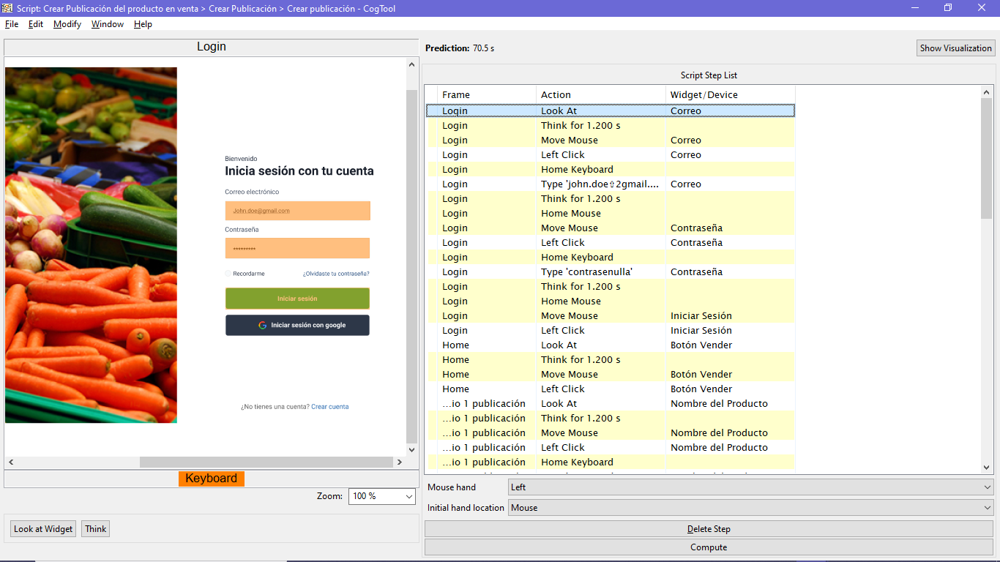 Script: Crear Publicación del producto en venta > Crear Publicación > Crear publicación - CogTool
File Edit Modify Window Help
Login
Bienvenido
Inicia sesión con tu cuenta
Correo electrónico
John.doe@gmail.com
Contraseña
*********
Recordarme ¿Olvidaste tu contraseña?
Iniciar sesión
Iniciar sesión con google
¿No tienes una cuenta? Crear cuenta
Keyboard
Zoom: 100 %
Look at Widget Think
Prediction: 70.5 s Show Visualization
Script Step List
Frame Action Widget/Device
Login Look At Correo
Login Think for 1.200 s
Login Move Mouse Correo
Login Left Click Correo
Login Home Keyboard
Login Type 'john.doe⇧2gmail.... Correo
Login Think for 1.200 s
Login Home Mouse
Login Move Mouse Contraseña
Login Left Click Contraseña
Login Home Keyboard
Login Type 'contrasenulla' Contraseña
Login Think for 1.200 s
Login Home Mouse
Login Move Mouse Iniciar Sesión
Login Left Click Iniciar Sesión
Home Look At Botón Vender
Home Think for 1.200 s
Home Move Mouse Botón Vender
Home Left Click Botón Vender
...io 1 publicación Look At Nombre del Producto
...io 1 publicación Think for 1.200 s
...io 1 publicación Move Mouse Nombre del Producto
...io 1 publicación Left Click Nombre del Producto
...io 1 publicación Home Keyboard
Mouse hand Left
Initial hand location Mouse
Delete Step
Compute